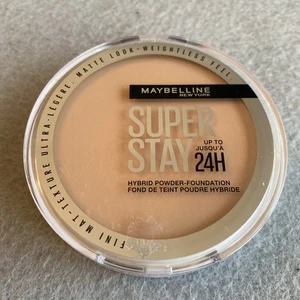 MAYBELLINE
NEW YORK
SUPER
STAY
UP TO
JUSQU'À
24H
HYBRID POWDER-FOUNDATION
FOND DE TEINT POUDRE HYBRIDE
FINI MAT-TEXTURE ULTRA-LÉGÈRE-MATTE LOOK-WEIGHTLESS FEEL